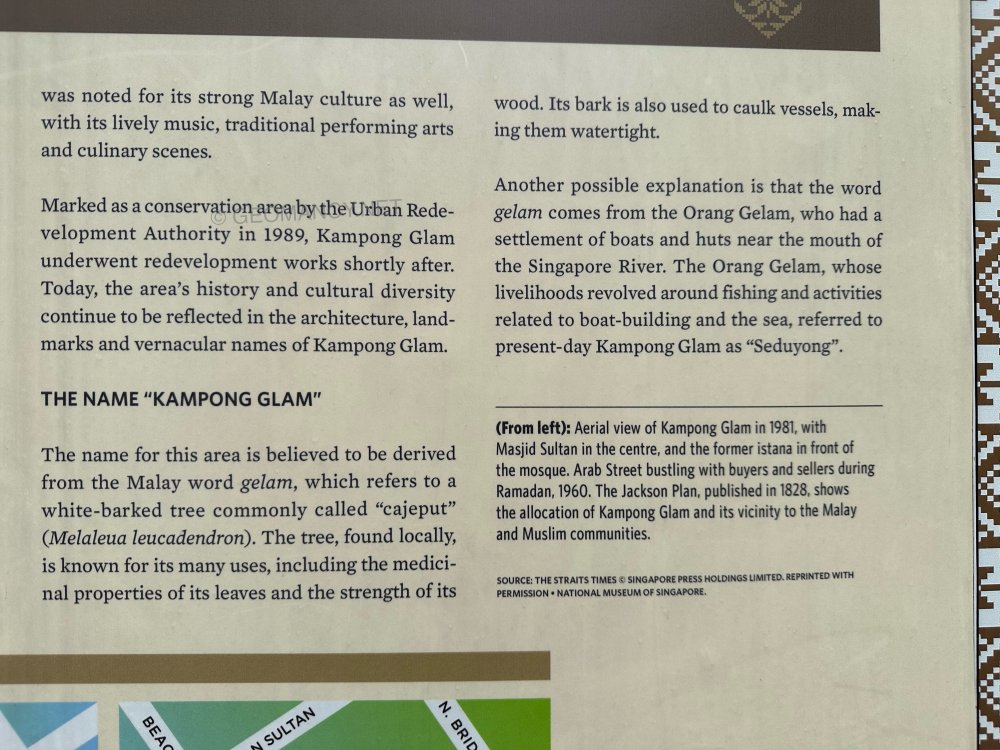 was noted for its strong Malay culture as well,
with its lively music, traditional performing arts
and culinary scenes.
Marked as a conservation area by the Urban Rede-
velopment Authority in 1989, Kampong Glam
underwent redevelopment works shortly after.
Today, the area’s history and cultural diversity
continue to be reflected in the architecture, land-
marks and vernacular names of Kampong Glam.
THE NAME “KAMPONG GLAM”
The name for this area is believed to be derived
from the Malay word gelam, which refers to a
white-barked tree commonly called “cajeput”
(Melaleua leucadendron). The tree, found locally,
is known for its many uses, including the medici-
nal properties of its leaves and the strength of its
wood. Its bark is also used to caulk vessels, mak-
ing them watertight.
Another possible explanation is that the word
gelam comes from the Orang Gelam, who had a
settlement of boats and huts near the mouth of
the Singapore River. The Orang Gelam, whose
livelihoods revolved around fishing and activities
related to boat-building and the sea, referred to
present-day Kampong Glam as “Seduyong”.
(From left): Aerial view of Kampong Glam in 1981, with
Masjid Sultan in the centre, and the former istana in front of
the mosque. Arab Street bustling with buyers and sellers during
Ramadan, 1960. The Jackson Plan, published in 1828, shows
the allocation of Kampong Glam and its vicinity to the Malay
and Muslim communities.
SOURCE: THE STRAITS TIMES © SINGAPORE PRESS HOLDINGS LIMITED. REPRINTED WITH
PERMISSION • NATIONAL MUSEUM OF SINGAPORE.
© GEOMANCY.NET
BEAC
N SULTAN
N. BRID